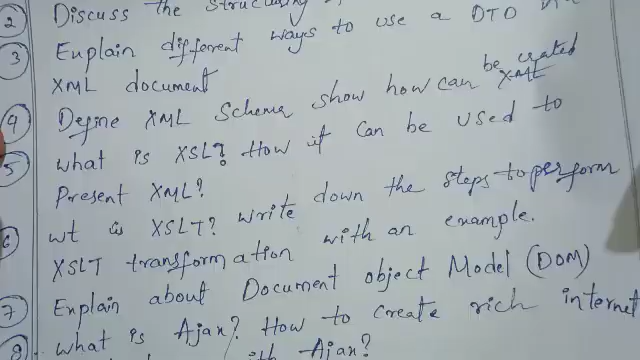 ② Discuss the Structuring
③ Explain different ways to use a DTD
XML document
④ Define XML Schema show how can be created
XML
⑤ what is XSL? How it can be used to
Present XML?
⑥ wt is XSLT? write down the steps to perform
XSLT transformation with an example.
⑦ Explain about Document object Model (DOM)
⑧ what is Ajax? How to create rich internet
with Ajax?